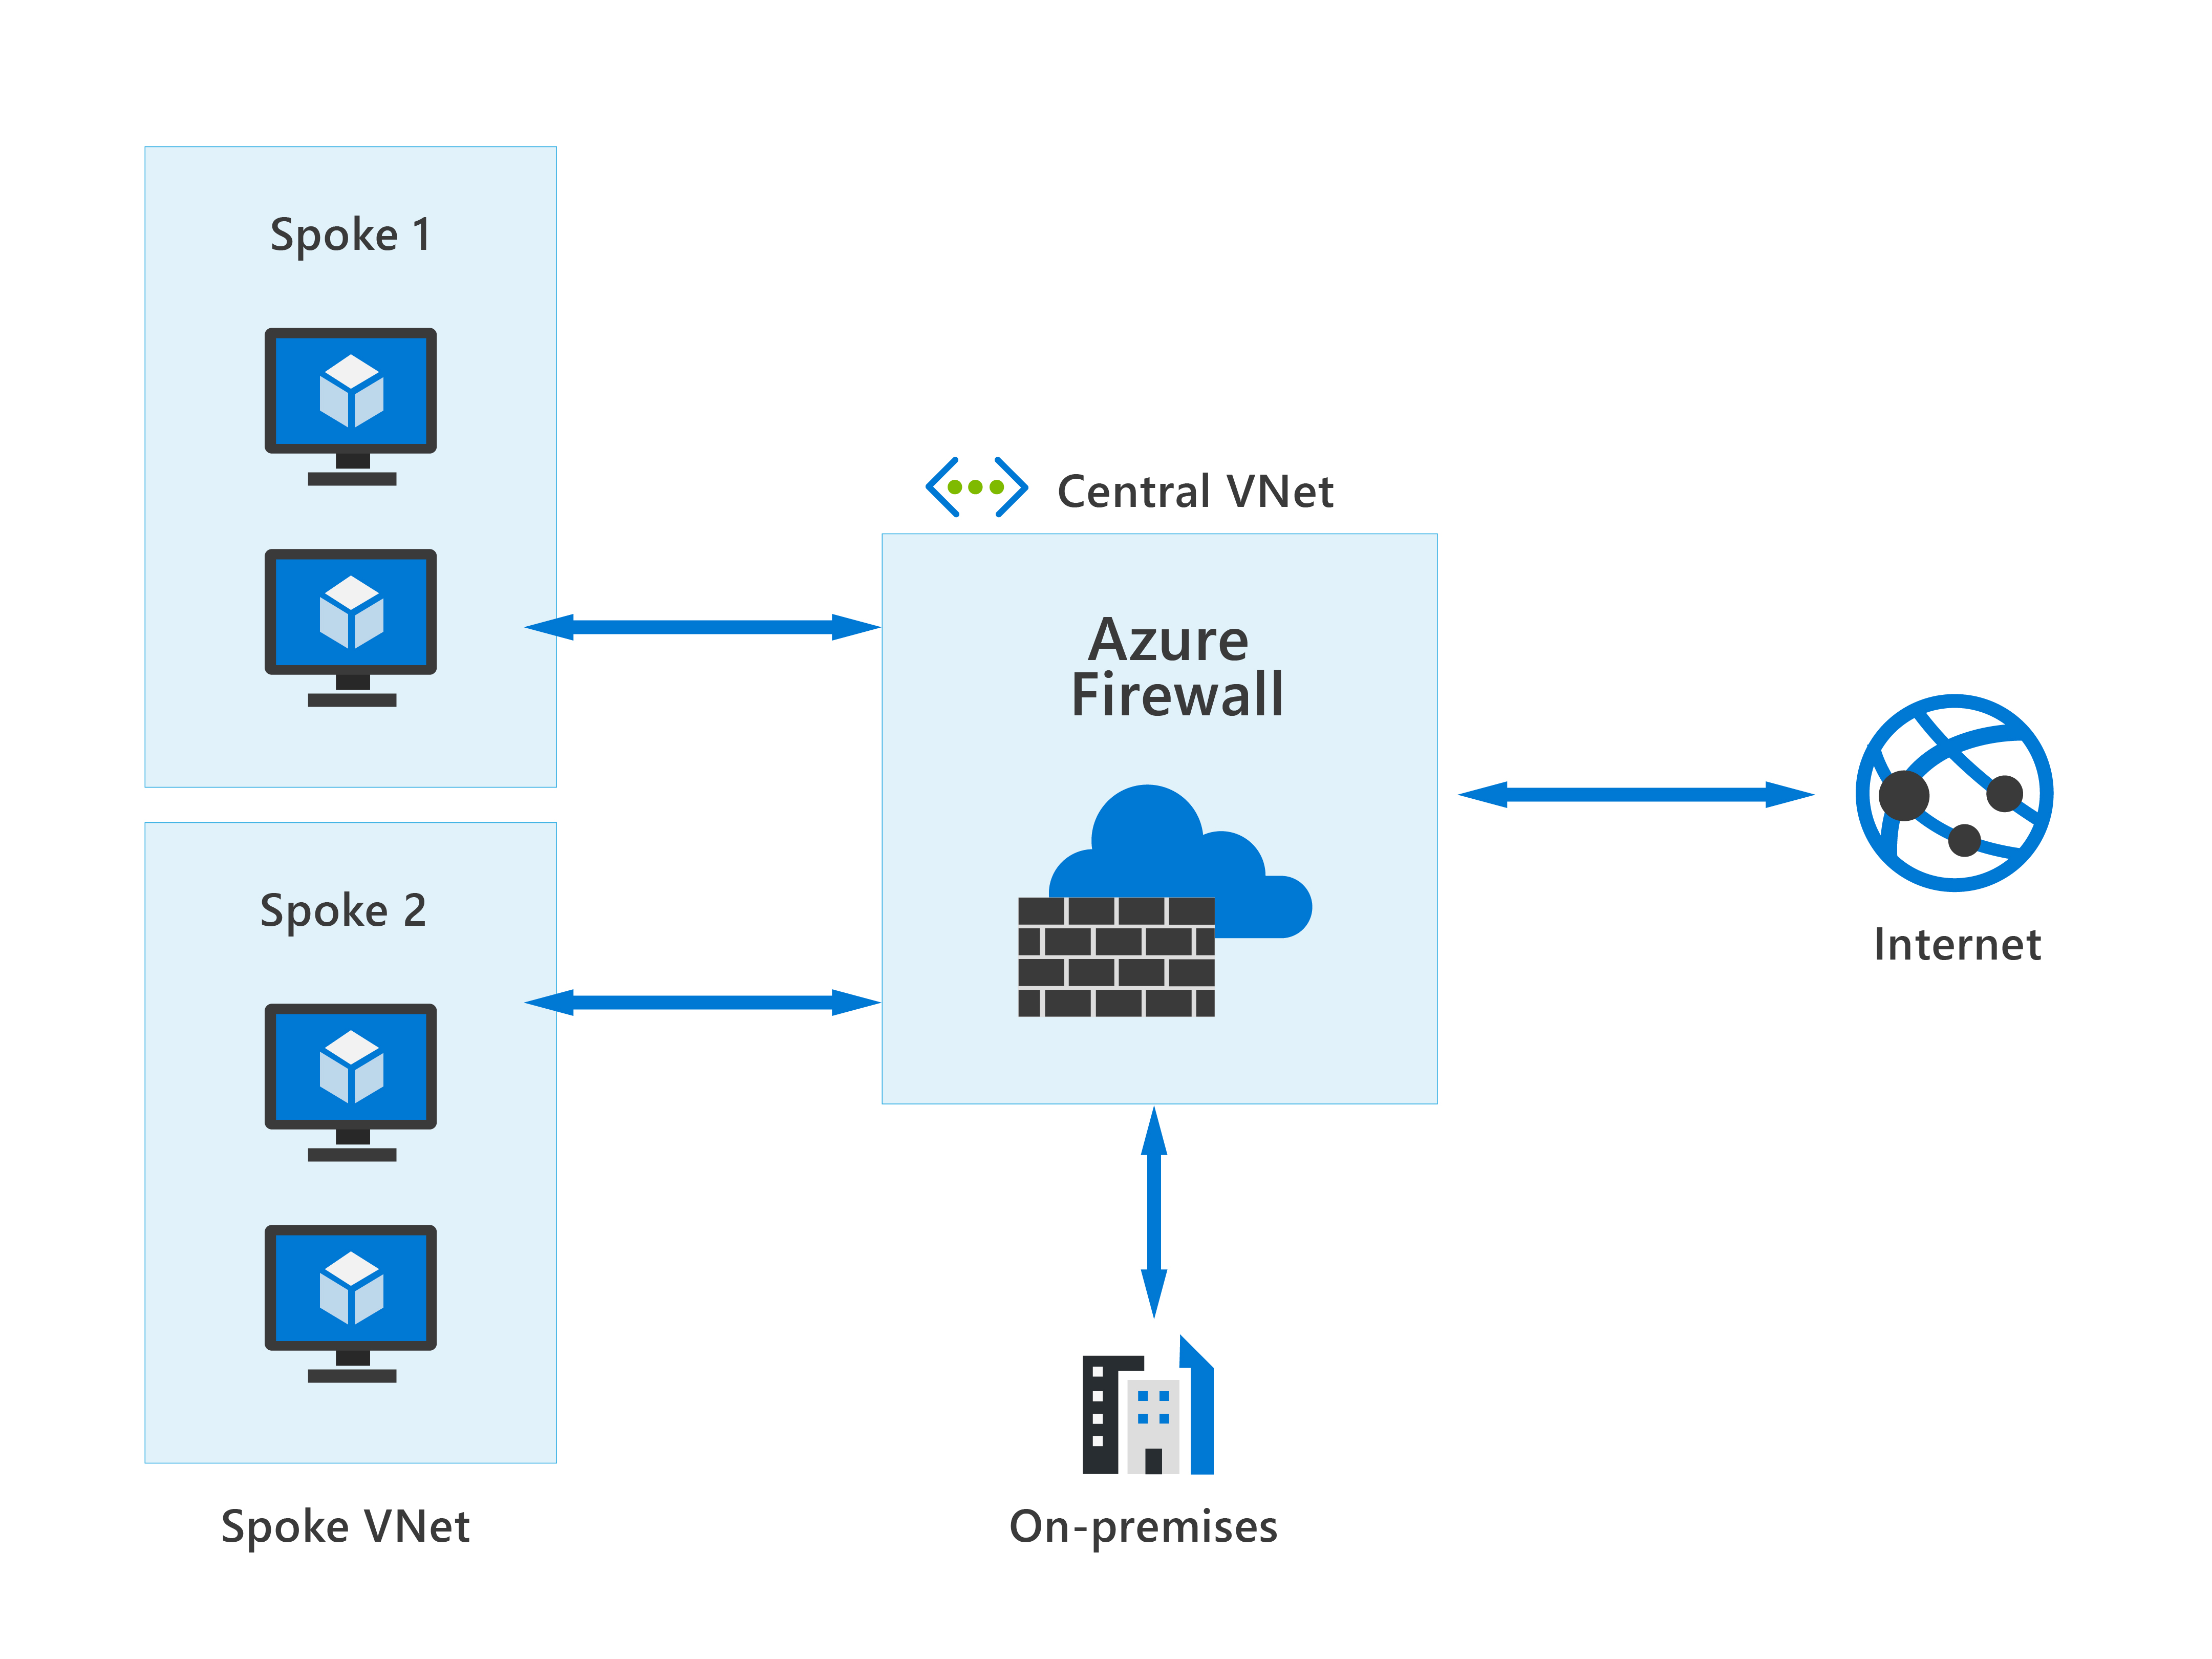 Spoke 1
Central VNet
Azure
Firewall
Spoke 2
Internet
Spoke VNet
On-premises